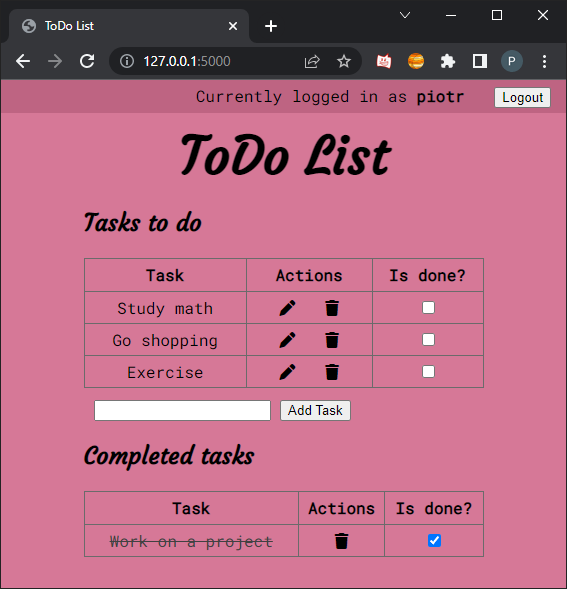 ToDo List
127.0.0.1:5000
P
Currently logged in as piotr Logout
ToDo List
Tasks to do
Task Actions Is done?
Study math
Go shopping
Exercise
Add Task
Completed tasks
Task Actions Is done?
Work on a project